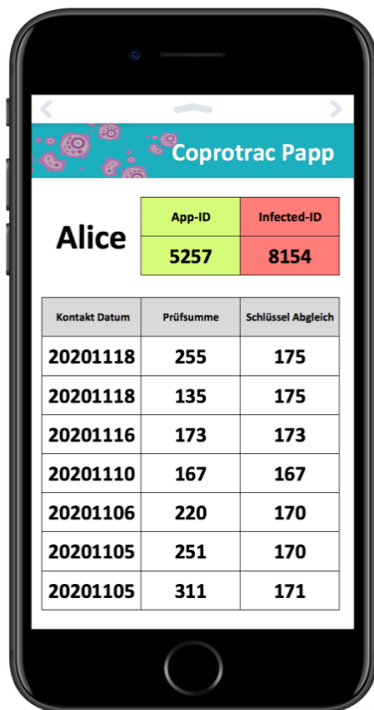 Coprotrac Papp
Alice
App-ID Infected-ID
5257 8154
Kontakt Datum Prüfsumme Schlüssel Abgleich
20201118 255 175
20201118 135 175
20201116 173 173
20201110 167 167
20201106 220 170
20201105 251 170
20201105 311 171